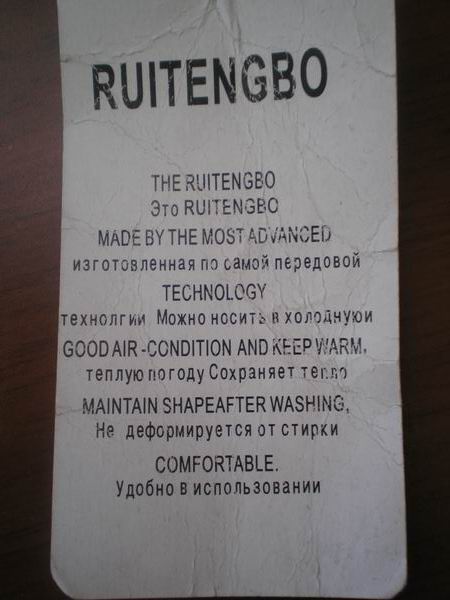 RUITENGBO
THE RUITENGBO
Это RUITENGBO
MADE BY THE MOST ADVANCED
изготовленная по самой передовой
TECHNOLOGY
технолгии Можно носить в холоднуюи
GOOD AIR-CONDITION AND KEEP WARM,
теплую погоду Сохраняет тепло
MAINTAIN SHAPEAFTER WASHING,
Не деформируется от стирки
COMFORTABLE.
Удобно в использовании